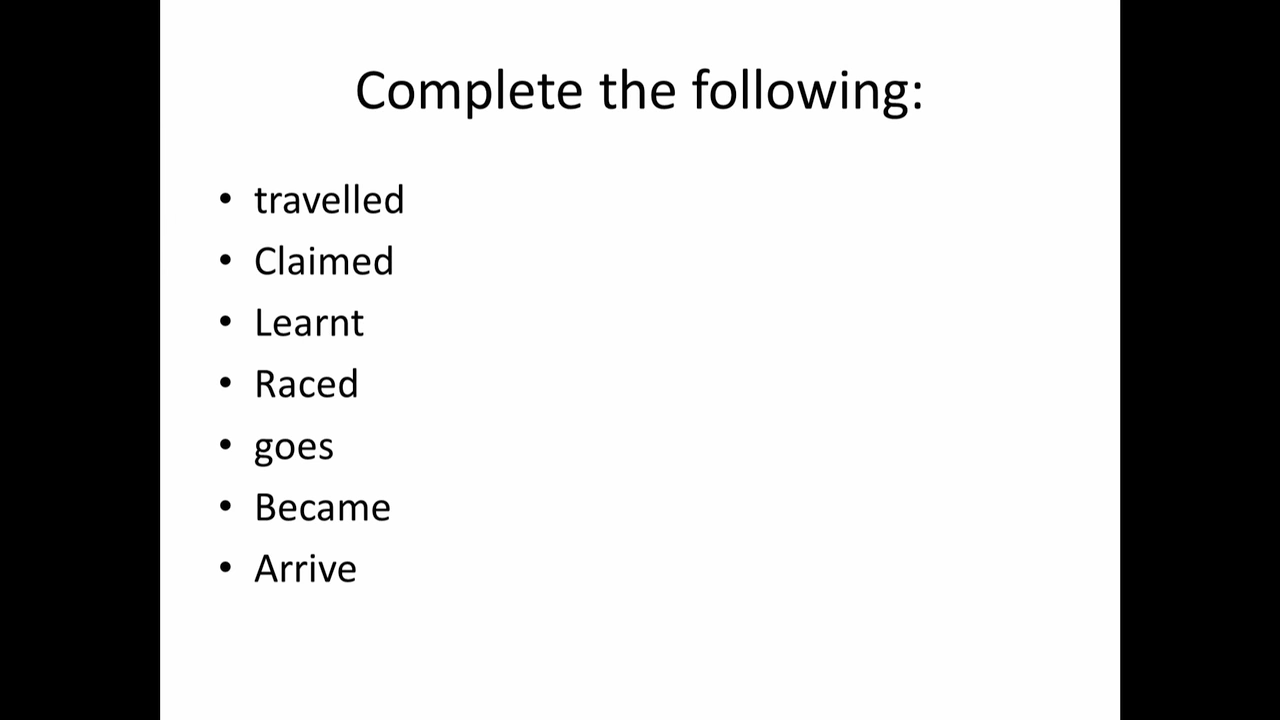 Complete the following:
• travelled
• Claimed
• Learnt
• Raced
• goes
• Became
• Arrive